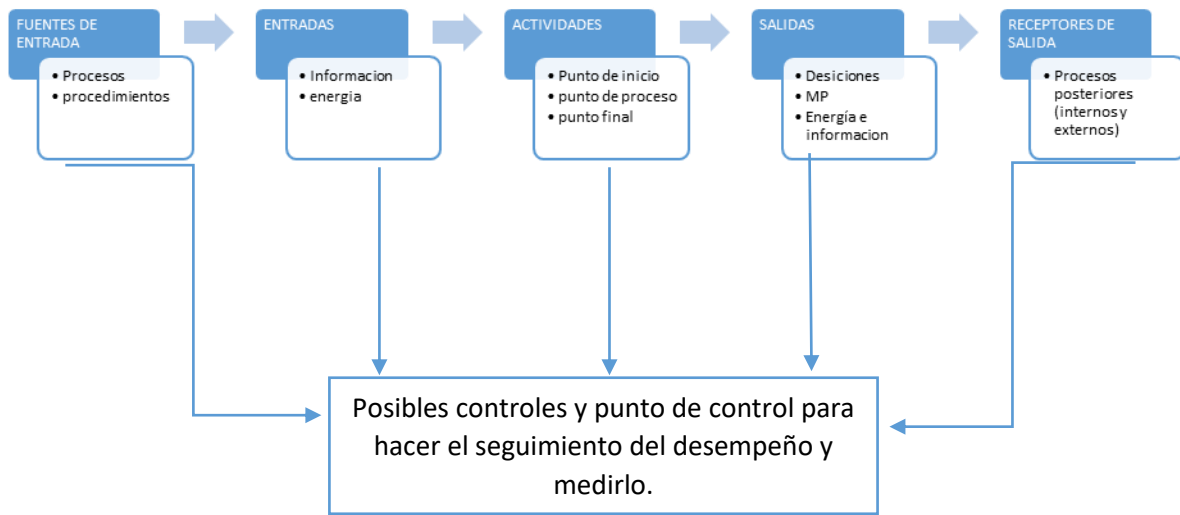 FUENTES DE
ENTRADA
• Procesos
• procedimientos
ENTRADAS
• Informacion
• energia
ACTIVIDADES
• Punto de inicio
• punto de proceso
• punto final
SALIDAS
• Desiciones
• MP
• Energía e
informacion
RECEPTORES DE
SALIDA
• Procesos
posteriores
(internos y
externos)
Posibles controles y punto de control para
hacer el seguimiento del desempeño y
medirlo.